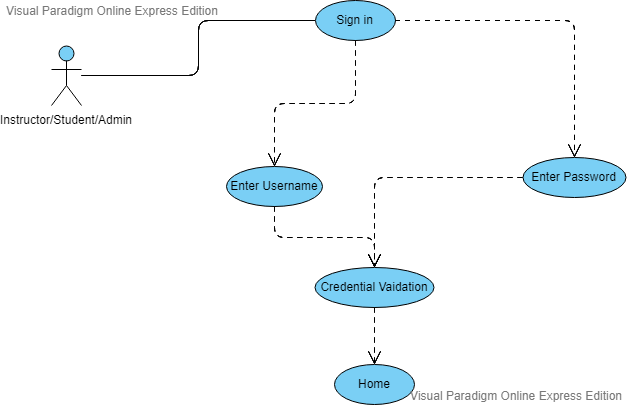 Visual Paradigm Online Express Edition
Sign in
Instructor/Student/Admin
Enter Username
Enter Password
Credential Vaidation
Home
Visual Paradigm Online Express Edition